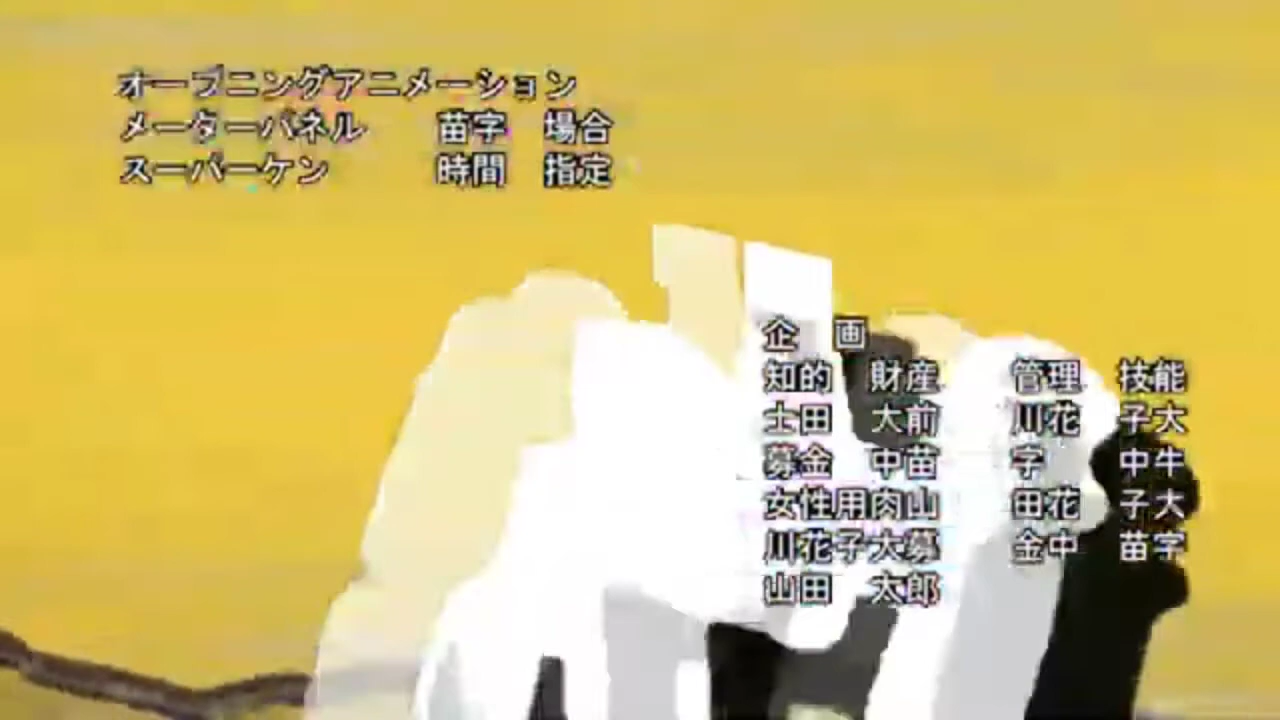 オープニングアニメーション
メーターパネル 苗字 場合
スーパーケン 時間 指定
企 画
知的 財産 管理 技能
士田 大前 川花 子大
募金 中苗 字 中牛
女性用肉山 田花 子大
川花子大募 金中 苗字
山田 太郎